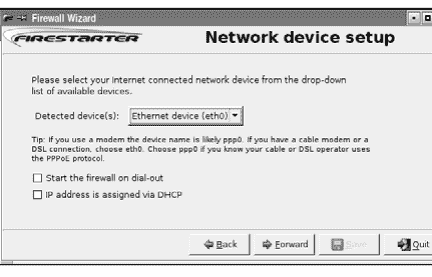 Firewall Wizard
FIRESTARTER
Network device setup
Please select your Internet connected network device from the drop-down
list of available devices.
Detected device(s): Ethernet device (eth0)
Tip: If you use a modem the device name is likely ppp0. If you have a cable modem or a
DSL connection, choose eth0. Choose ppp0 if you know your cable or DSL operator uses
the PPPoE protocol.
Start the firewall on dial-out
IP address is assigned via DHCP
Back Forward Save Quit